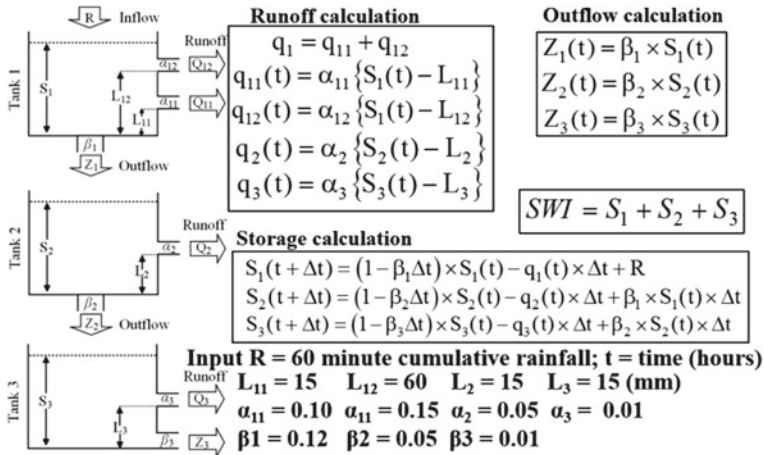 R Inflow
Runoff
Tank 1
S₁
L₁₂
L₁₁
α₁₂
Q₁₂
α₁₁
Q₁₁
β₁
Z₁ Outflow
Tank 2
S₂
L₂
Runoff
α₂
Q₂
β₂
Z₂ Outflow
Tank 3
S₃
L₃
Runoff
α₃
Q₃
β₃
Z₃
Runoff calculation
q₁ = q₁₁ + q₁₂
q₁₁(t) = α₁₁{S₁(t) − L₁₁}
q₁₂(t) = α₁₂{S₁(t) − L₁₂}
q₂(t) = α₂{S₂(t) − L₂}
q₃(t) = α₃{S₃(t) − L₃}
Outflow calculation
Z₁(t) = β₁ × S₁(t)
Z₂(t) = β₂ × S₂(t)
Z₃(t) = β₃ × S₃(t)
SWI = S₁ + S₂ + S₃
Storage calculation
S₁(t + Δt) = (1 − β₁Δt) × S₁(t) − q₁(t) × Δt + R
S₂(t + Δt) = (1 − β₂Δt) × S₂(t) − q₂(t) × Δt + β₁ × S₁(t) × Δt
S₃(t + Δt) = (1 − β₃Δt) × S₃(t) − q₃(t) × Δt + β₂ × S₂(t) × Δt
Input R = 60 minute cumulative rainfall; t = time (hours)
L₁₁ = 15 L₁₂ = 60 L₂ = 15 L₃ = 15 (mm)
α₁₁ = 0.10 α₁₁ = 0.15 α₂ = 0.05 α₃ = 0.01
β1 = 0.12 β2 = 0.05 β3 = 0.01